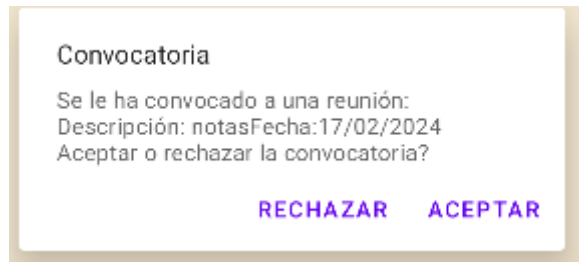 Convocatoria
Se le ha convocado a una reunión:
Descripción: notasFecha:17/02/2024
Aceptar o rechazar la convocatoria?
RECHAZAR ACEPTAR